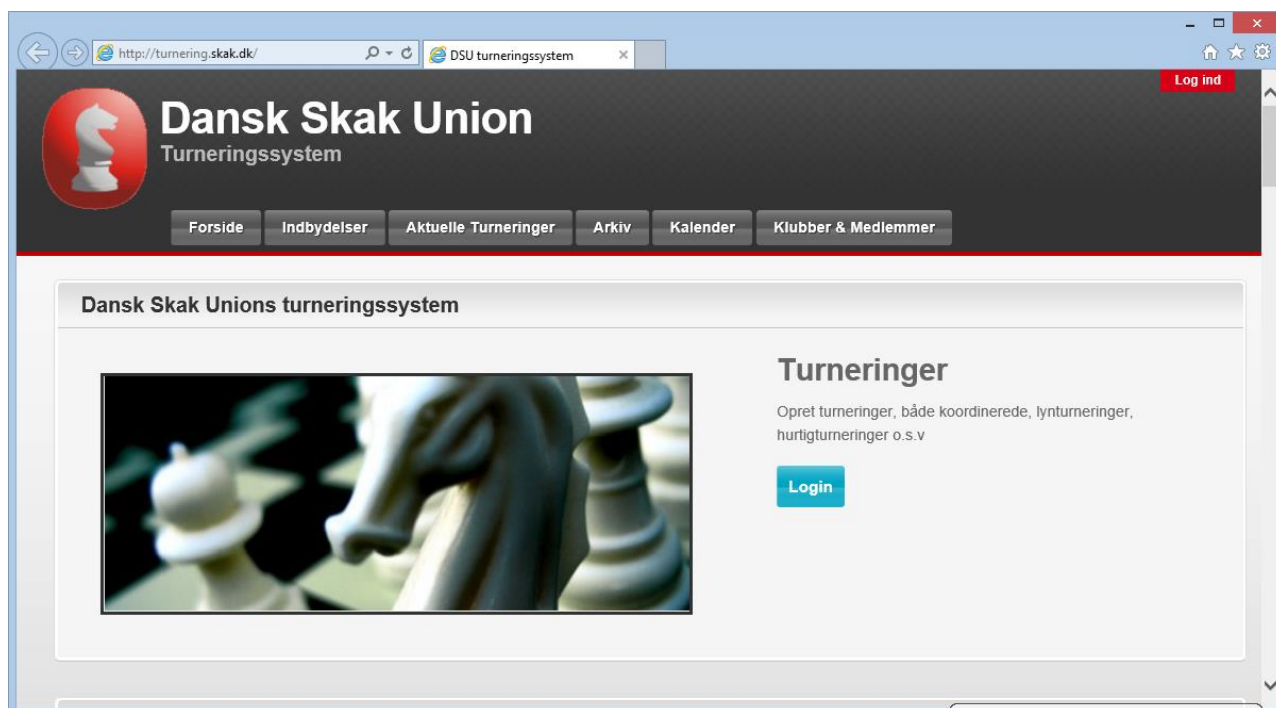 http://turnering.skak.dk/
DSU turneringssystem
Log ind
Dansk Skak Union
Turneringssystem
Forside Indbydelser Aktuelle Turneringer Arkiv Kalender Klubber & Medlemmer
Dansk Skak Unions turneringssystem
Turneringer
Opret turneringer, både koordinerede, lynturneringer,
hurtigturneringer o.s.v
Login